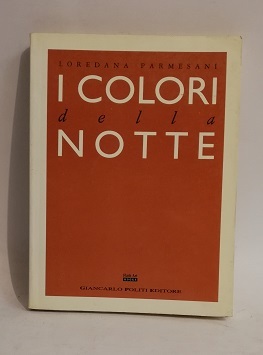 LOREDANA PARMESANI
I COLORI
della
NOTTE
GIANCARLO POLITI EDITORE